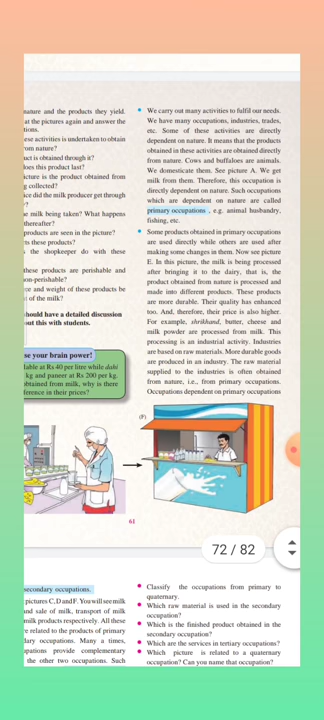 nature and the products they yield.
at the pictures again and answer the
tions.
ese activities is undertaken to obtain
om nature?
uct is obtained through it?
does this product last?
icture is the product obtained from
g collected?
ice did the milk producer get through
?
e milk being taken? What happens
thereafter?
products are seen in the picture?
ts these products?
the shopkeeper do with these
these products are perishable and
on-perishable?
e and weight of these products be
t of the milk?
hould have a detailed discussion
out this with students.
se your brain power!
lable at Rs 40 per litre while dahi
kg and paneer at Rs 200 per kg.
obtained from milk, why is there
ference in their prices?
• We carry out many activities to fulfil our needs.
We have many occupations, industries, trades,
etc. Some of these activities are directly
dependent on nature. It means that the products
obtained in these activities are obtained directly
from nature. Cows and buffaloes are animals.
We domesticate them. See picture A. We get
milk from them. Therefore, this occupation is
directly dependent on nature. Such occupations
which are dependent on nature are called
primary occupations , e.g. animal husbandry,
fishing, etc.
• Some products obtained in primary occupations
are used directly while others are used after
making some changes in them. Now see picture
E. In this picture, the milk is being processed
after bringing it to the dairy, that is, the
product obtained from nature is processed and
made into different products. These products
are more durable. Their quality has enhanced
too. And, therefore, their price is also higher.
For example, shrikhand, butter, cheese and
milk powder are processed from milk. This
processing is an industrial activity. Industries
are based on raw materials. More durable goods
are produced in an industry. The raw material
supplied to the industries is often obtained
from nature, i.e., from primary occupations.
Occupations dependent on primary occupations
(F)
61
72 / 82
secondary occupations.
pictures C, D and F. You will see milk
and sale of milk, transport of milk
milk products respectively. All these
e related to the products of primary
dary occupations. Many a times,
upations provide complementary
the other two occupations. Such
• Classify the occupations from primary to
quaternary.
• Which raw material is used in the secondary
occupation?
• Which is the finished product obtained in the
secondary occupation?
• Which are the services in tertiary occupations?
• Which picture is related to a quaternary
occupation? Can you name that occupation?